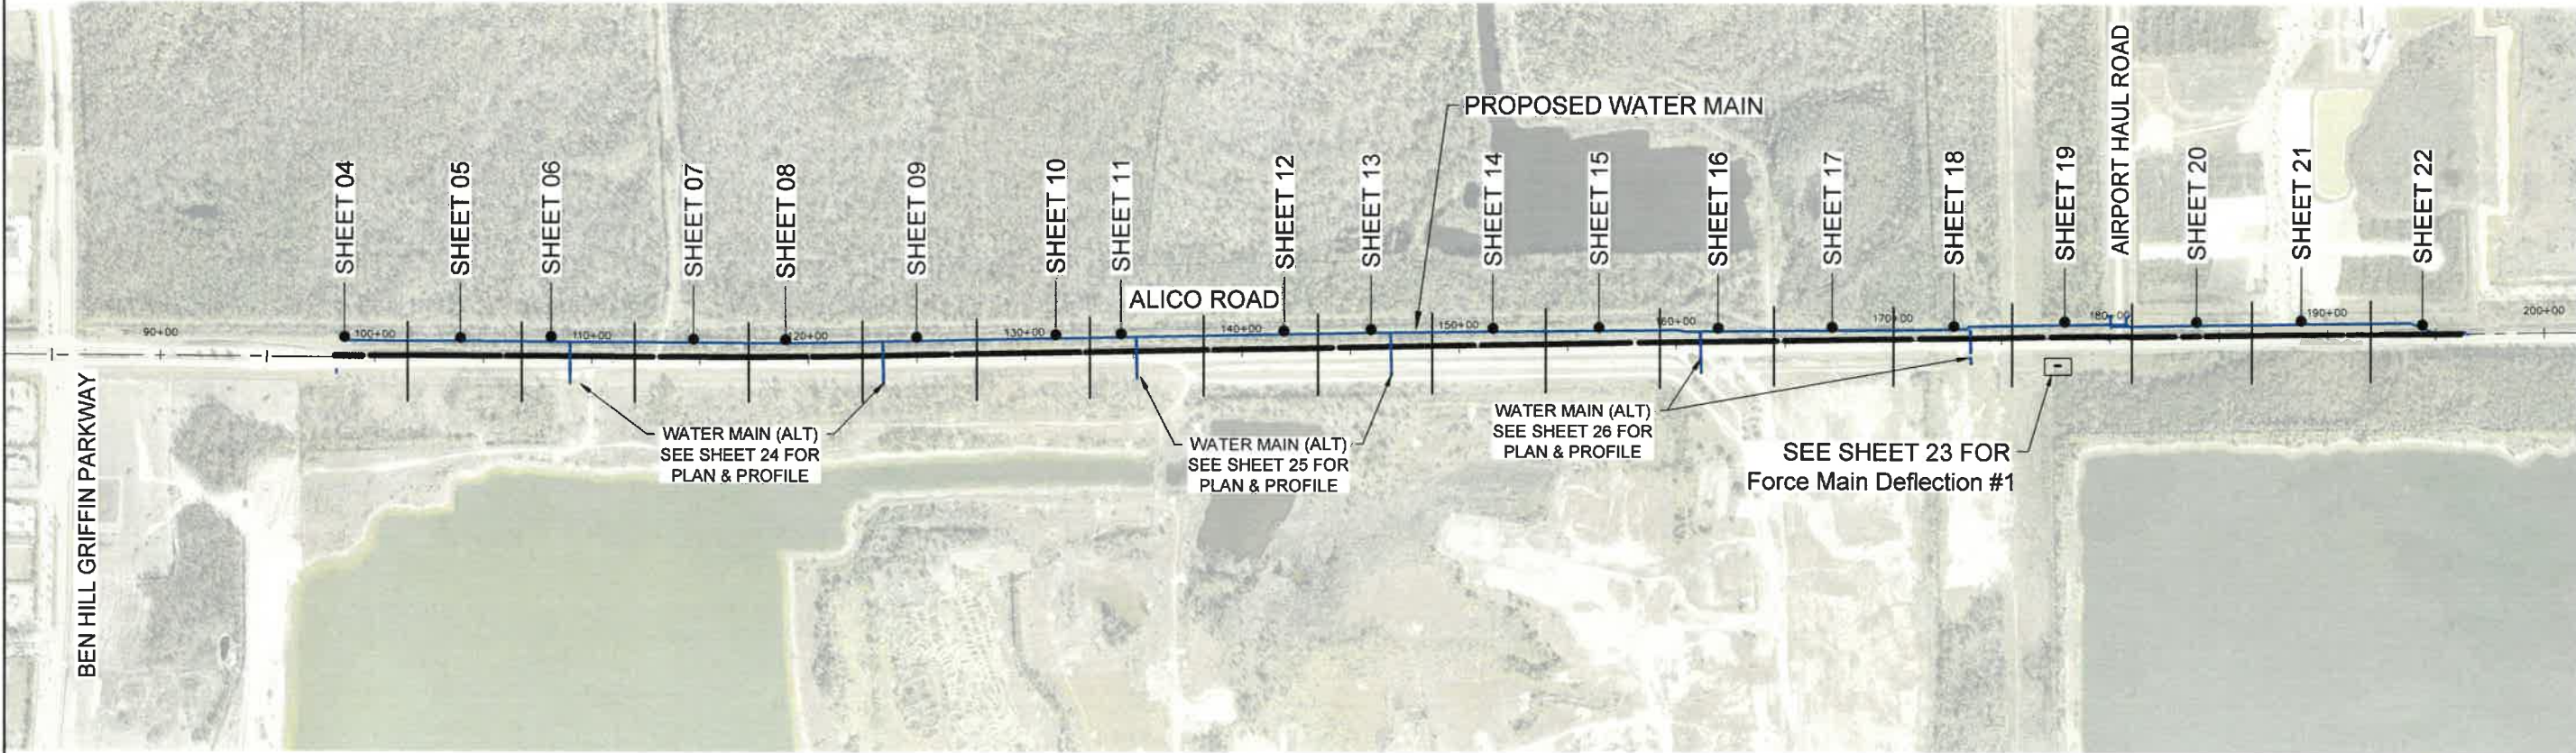 PROPOSED WATER MAIN
SHEET 04
SHEET 05
SHEET 06
SHEET 07
SHEET 08
SHEET 09
SHEET 10
SHEET 11
SHEET 12
SHEET 13
SHEET 14
SHEET 15
SHEET 16
SHEET 17
SHEET 18
SHEET 19
AIRPORT HAUL ROAD
SHEET 20
SHEET 21
SHEET 22
ALICO ROAD
90+00
100+00
110+00
120+00
130+00
140+00
150+00
160+00
170+00
180+00
190+00
200+00
BEN HILL GRIFFIN PARKWAY
WATER MAIN (ALT)
SEE SHEET 24 FOR
PLAN & PROFILE
WATER MAIN (ALT)
SEE SHEET 25 FOR
PLAN & PROFILE
WATER MAIN (ALT)
SEE SHEET 26 FOR
PLAN & PROFILE
SEE SHEET 23 FOR
Force Main Deflection #1